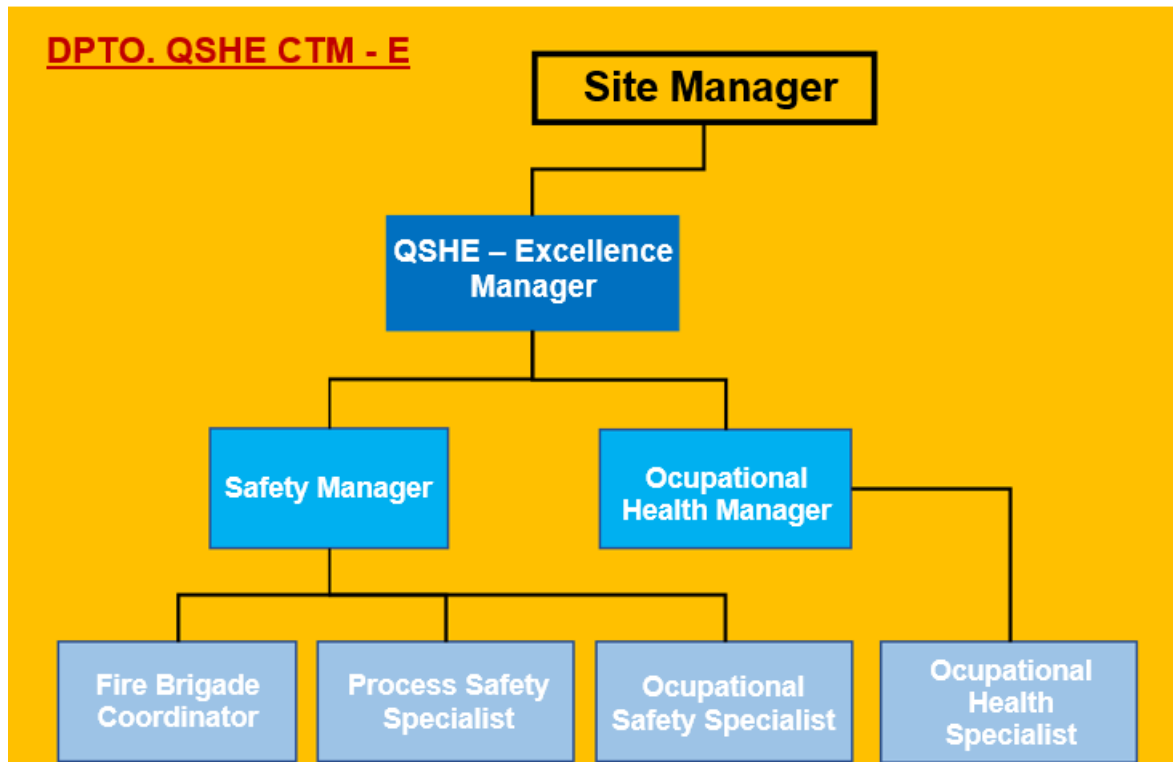 DPTO. QSHE CTM - E
Site Manager
QSHE – Excellence
Manager
Safety Manager
Ocupational
Health Manager
Fire Brigade
Coordinator
Process Safety
Specialist
Ocupational
Safety Specialist
Ocupational
Health
Specialist